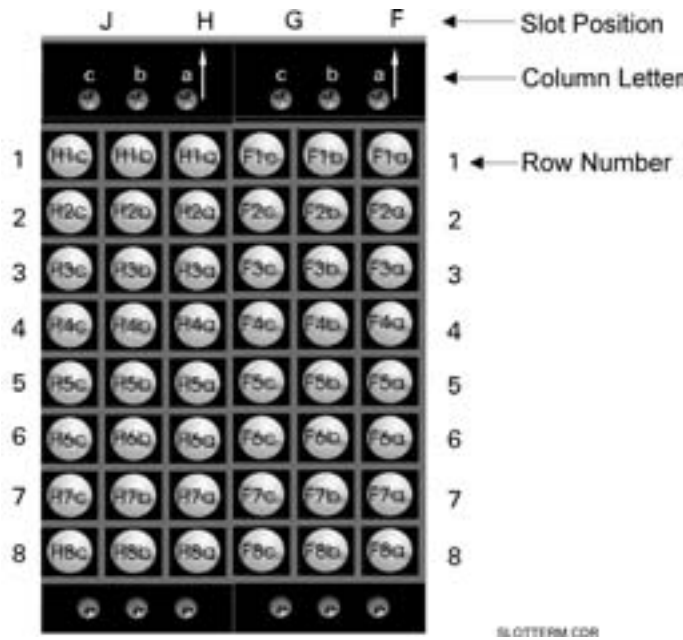 J H G F Slot Position
c b a c b a Column Letter
1 H1c H1b H1a F1c F1b F1a 1 Row Number
2 H2c H2b H2a F2c F2b F2a 2
3 H3c H3b H3a F3c F3b F3a 3
4 H4c H4b H4a F4c F4b F4a 4
5 H5c H5b H5a F5c F5b F5a 5
6 H6c H6b H6a F6c F6b F6a 6
7 H7c H7b H7a F7c F7b F7a 7
8 H8c H8b H8a F8c F8b F8a 8
SLOTTERM.CDR